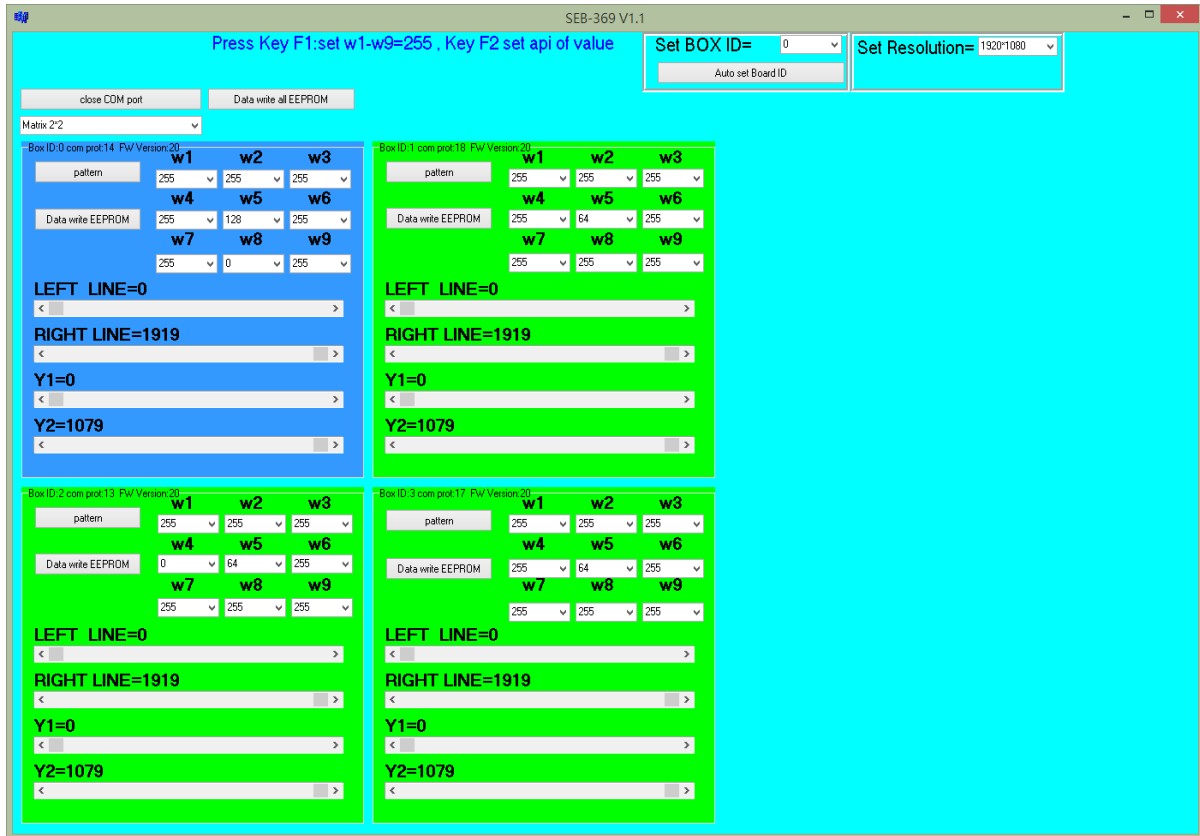 SEB-369 V1.1
Press Key F1:set w1-w9=255 , Key F2 set api of value
Set BOX ID= 0
Auto set Board ID
Set Resolution= 1920*1080
close COM port
Data write all EEPROM
Matrix 2*2
Box ID:0 com prot:14 FW Version:20
w1 w2 w3
pattern
255 255 255
w4 w5 w6
Data write EEPROM
255 128 255
w7 w8 w9
255 0 255
LEFT LINE=0
RIGHT LINE=1919
Y1=0
Y2=1079
Box ID:1 com prot:18 FW Version:20
w1 w2 w3
pattern
255 255 255
w4 w5 w6
Data write EEPROM
255 64 255
w7 w8 w9
255 255 255
LEFT LINE=0
RIGHT LINE=1919
Y1=0
Y2=1079
Box ID:2 com prot:13 FW Version:20
w1 w2 w3
pattern
255 255 255
w4 w5 w6
Data write EEPROM
0 64 255
w7 w8 w9
255 255 255
LEFT LINE=0
RIGHT LINE=1919
Y1=0
Y2=1079
Box ID:3 com prot:17 FW Version:20
w1 w2 w3
pattern
255 255 255
w4 w5 w6
Data write EEPROM
255 64 255
w7 w8 w9
255 255 255
LEFT LINE=0
RIGHT LINE=1919
Y1=0
Y2=1079